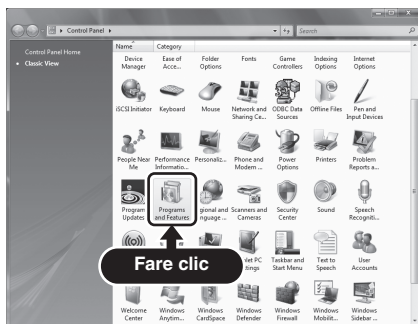 Control Panel
Search
Control Panel Home
Classic View
Name Category
Device Manager
Ease of Acce...
Folder Options
Fonts
Game Controllers
Indexing Options
Internet Options
iSCSI Initiator
Keyboard
Mouse
Network and Sharing Ce...
ODBC Data Sources
Offline Files
Pen and Input Devices
People Near Me
Performance Informatio...
Personaliz...
Phone and Modem ...
Power Options
Printers
Problem Reports a...
Program Updates
Programs and Features
gional and nguage ...
Scanners and Cameras
Security Center
Sound
Speech Recogniti...
Fare clic
let PC
tings
Taskbar and Start Menu
Text to Speech
User Accounts
Welcome Center
Windows Anytim...
Windows CardSpace
Windows Defender
Windows Firewall
Windows Mobilit...
Windows Sidebar ...